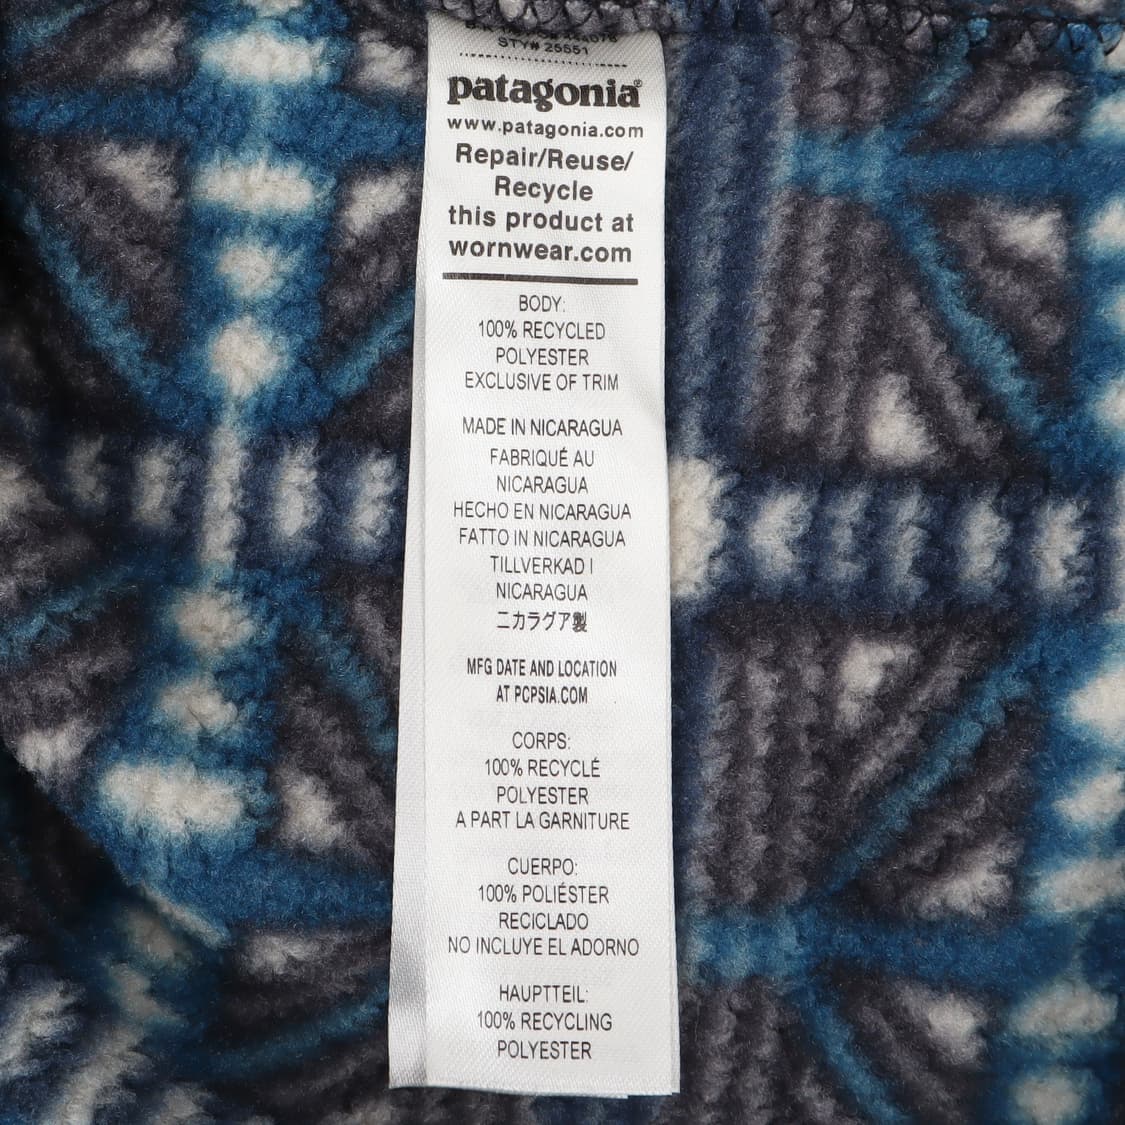 STY# 25551
patagonia®
www.patagonia.com
Repair/Reuse/
Recycle
this product at
wornwear.com
BODY:
100% RECYCLED
POLYESTER
EXCLUSIVE OF TRIM
MADE IN NICARAGUA
FABRIQUÉ AU
NICARAGUA
HECHO EN NICARAGUA
FATTO IN NICARAGUA
TILLVERKAD I
NICARAGUA
ニカラグア製
MFG DATE AND LOCATION
AT PCPSIA.COM
CORPS:
100% RECYCLÉ
POLYESTER
A PART LA GARNITURE
CUERPO:
100% POLIÉSTER
RECICLADO
NO INCLUYE EL ADORNO
HAUPTTEIL:
100% RECYCLING
POLYESTER